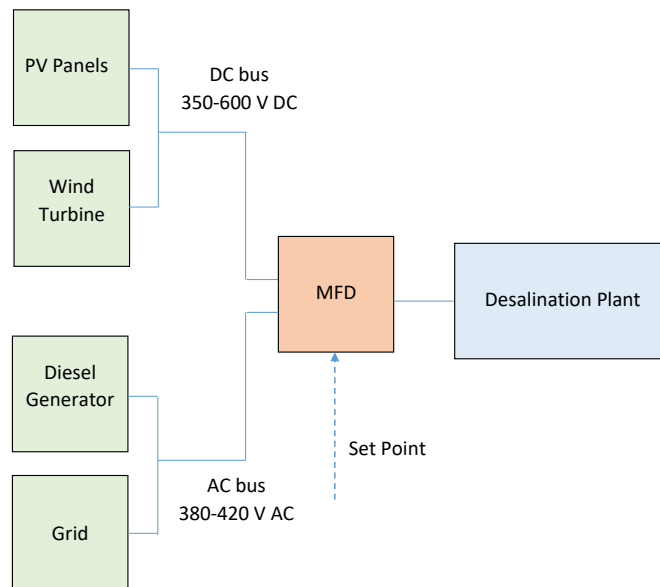 PV Panels
DC bus
350-600 V DC
Wind
Turbine
MFD
Desalination Plant
Diesel
Generator
Set Point
AC bus
380-420 V AC
Grid